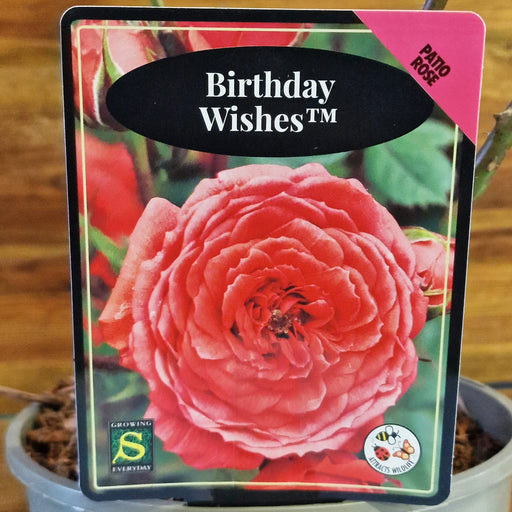 Birthday
Wishes™
PATIO
ROSE
GROWING
S
EVERYDAY
ATTRACTS WILDLIFE